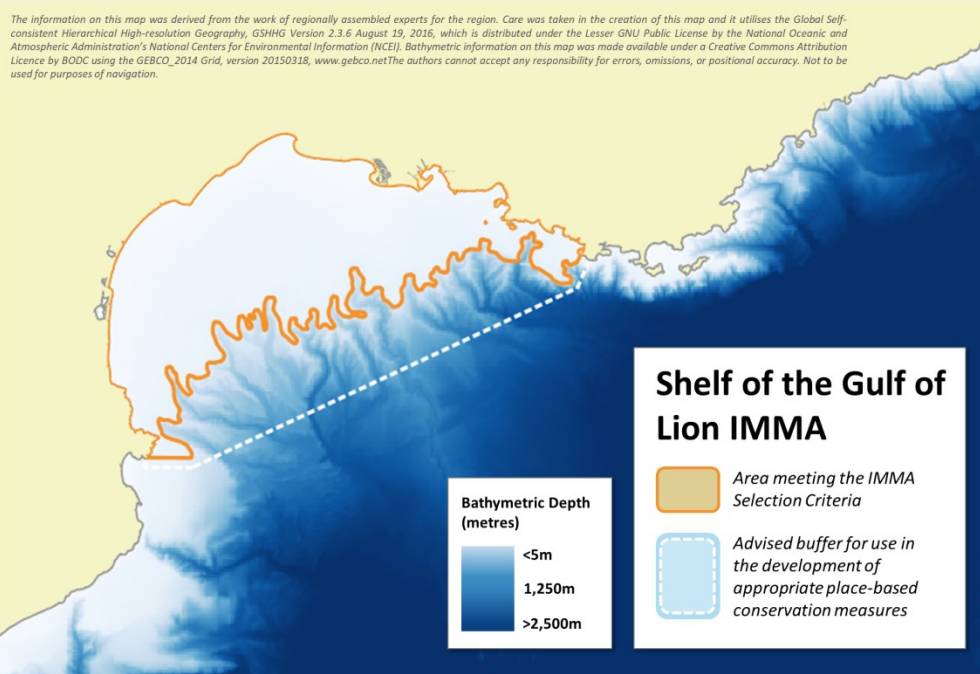 The information on this map was derived from the work of regionally assembled experts for the region. Care was taken in the creation of this map and it utilises the Global Self-
consistent Hierarchical High-resolution Geography, GSHHG Version 2.3.6 August 19, 2016, which is distributed under the Lesser GNU Public License by the National Oceanic and
Atmospheric Administration's National Centers for Environmental Information (NCEI). Bathymetric information on this map was made available under a Creative Commons Attribution
Licence by BODC using the GEBCO_2014 Grid, version 20150318, www.gebco.netThe authors cannot accept any responsibility for errors, omissions, or positional accuracy. Not to be
used for purposes of navigation.
Shelf of the Gulf of
Lion IMMA
Area meeting the IMMA
Selection Criteria
Advised buffer for use in
the development of
appropriate place-based
conservation measures
Bathymetric Depth
(metres)
<5m
1,250m
>2,500m